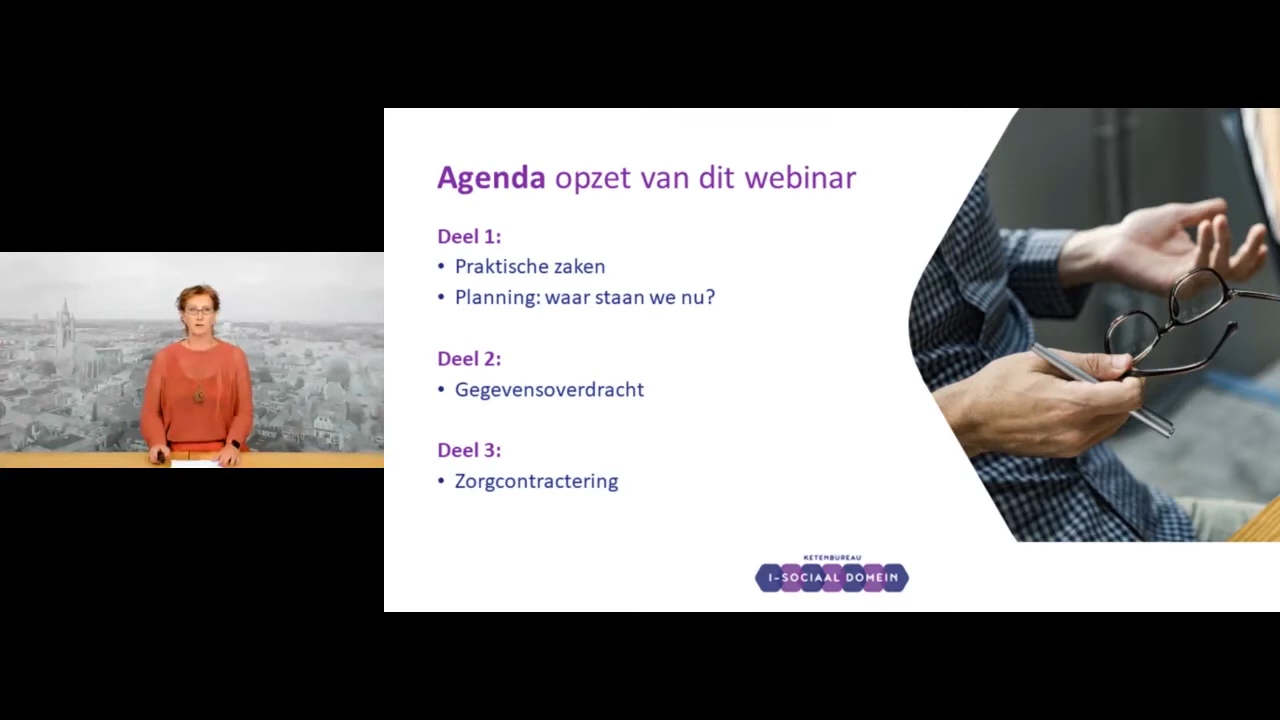 Agenda opzet van dit webinar
Deel 1:
• Praktische zaken
• Planning: waar staan we nu?
Deel 2:
• Gegevensoverdracht
Deel 3:
• Zorgcontractering
KETENBUREAU
I-SOCIAAL DOMEIN